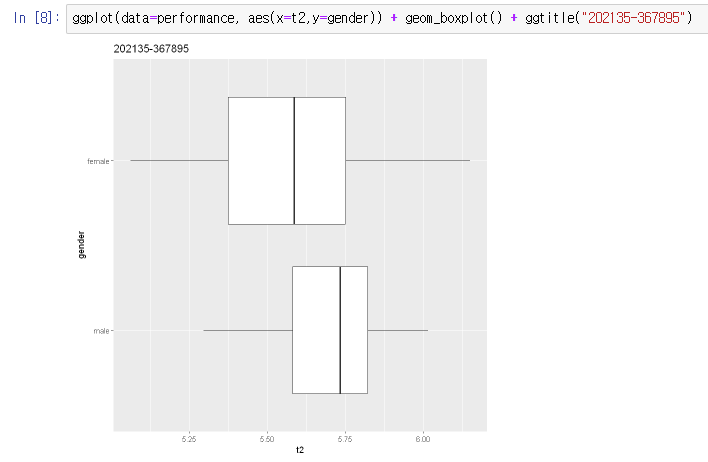 In [8]: ggplot(data=performance, aes(x=t2,y=gender)) + geom_boxplot() + ggtitle("202135-367895")
202135-367895
female
gender
male
5.25 5.50 5.75 6.00
t2